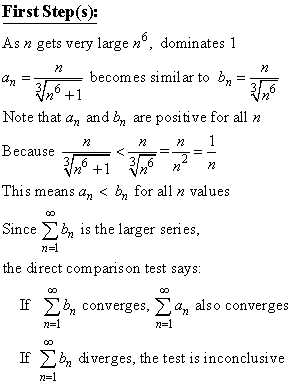 First Step(s):
As n gets very large n⁶, dominates 1
aₙ = n / ∛(n⁶ + 1) becomes similar to bₙ = n / ∛(n⁶)
Note that aₙ and bₙ are positive for all n
Because n / ∛(n⁶ + 1) < n / ∛(n⁶) = n / n² = 1 / n
This means aₙ < bₙ for all n values
Since ∑_{n=1}^{∞} bₙ is the larger series,
the direct comparison test says:
If ∑_{n=1}^{∞} bₙ converges, ∑_{n=1}^{∞} aₙ also converges
If ∑_{n=1}^{∞} bₙ diverges, the test is inconclusive